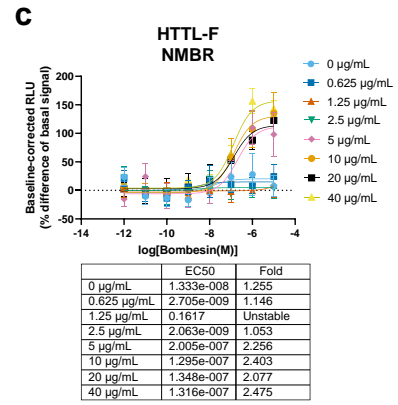 C
HTTL-F
NMBR
Baseline-corrected RLU
(% difference of basal signal)
200
150
100
50
0
-50
-14 -12 -10 -8 -6 -4
log[Bombesin(M)]
0 µg/mL
0.625 µg/mL
1.25 µg/mL
2.5 µg/mL
5 µg/mL
10 µg/mL
20 µg/mL
40 µg/mL
EC50 Fold
0 µg/mL 1.333e-008 1.255
0.625 µg/mL 2.705e-009 1.146
1.25 µg/mL 0.1617 Unstable
2.5 µg/mL 2.063e-009 1.053
5 µg/mL 2.005e-007 2.256
10 µg/mL 1.295e-007 2.403
20 µg/mL 1.348e-007 2.077
40 µg/mL 1.316e-007 2.475